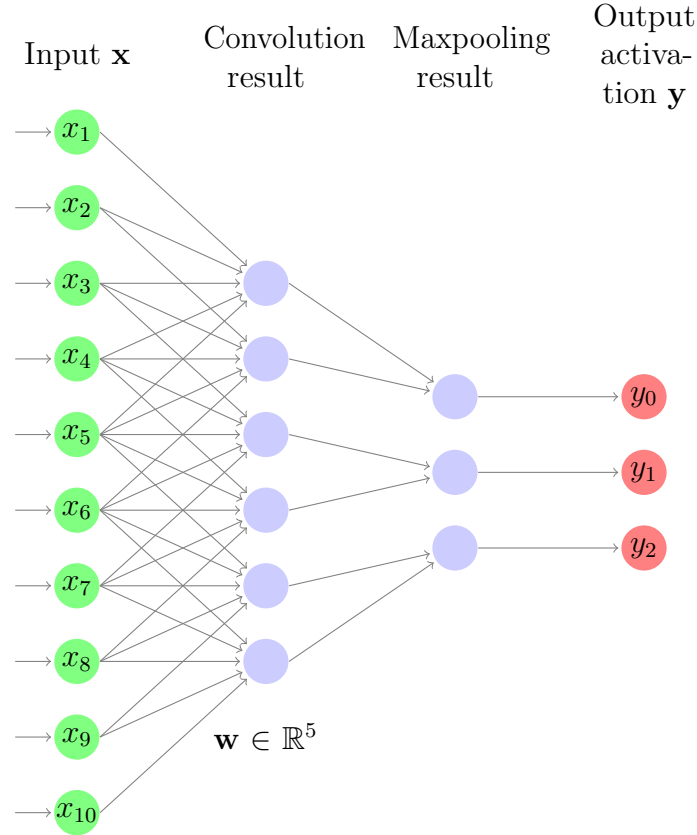 Input x
Convolution
result
Maxpooling
result
Output
activa-
tion y
x₁
x₂
x₃
x₄
x₅
x₆
x₇
x₈
x₉
x₁₀
y₀
y₁
y₂
w ∈ ℝ⁵